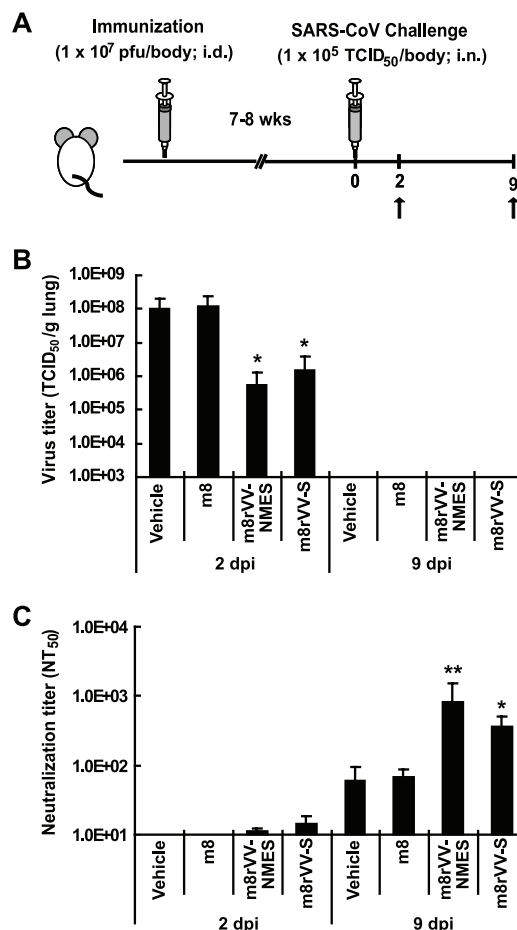 A
Immunization
(1 x 10⁷ pfu/body; i.d.)
SARS-CoV Challenge
(1 x 10⁵ TCID₅₀/body; i.n.)
7-8 wks
0 2 9
B
Virus titer (TCID₅₀/g lung)
1.0E+09
1.0E+08
1.0E+07
1.0E+06
1.0E+05
1.0E+04
1.0E+03
* *
Vehicle
m8
m8rVV-
NMES
m8rVV-S
Vehicle
m8
m8rVV-
NMES
m8rVV-S
2 dpi 9 dpi
C
Neutralization titer (NT₅₀)
1.0E+04
1.0E+03
1.0E+02
1.0E+01
** *
Vehicle
m8
m8rVV-
NMES
m8rVV-S
Vehicle
m8
m8rVV-
NMES
m8rVV-S
2 dpi 9 dpi